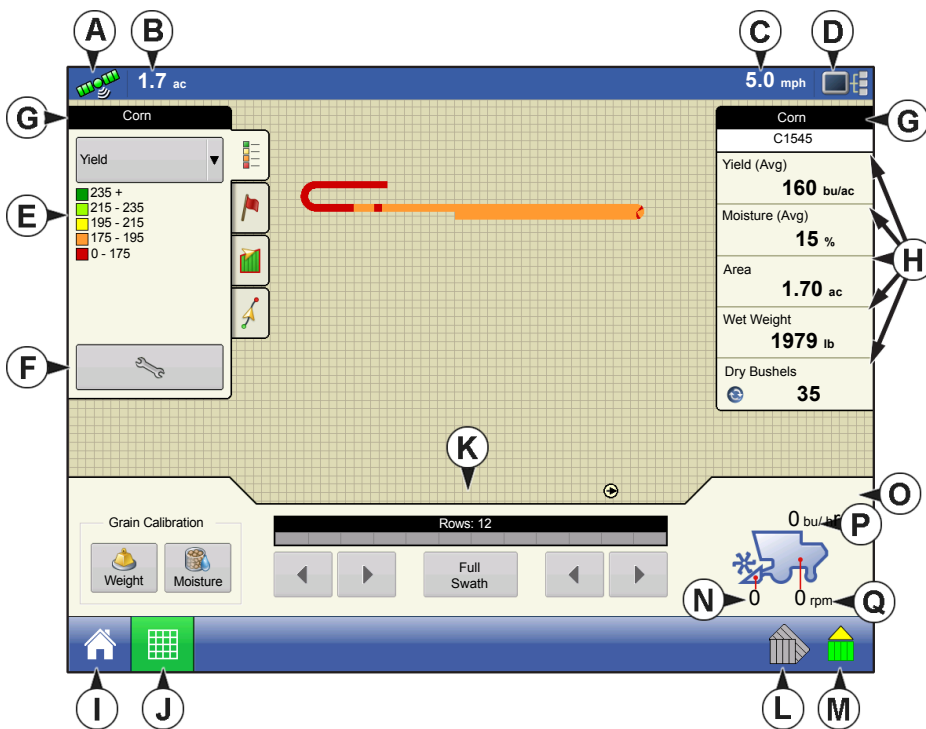 A
B
C
D
1.7 ac
5.0 mph
G
Corn
Corn
G
C1545
Yield
Yield (Avg)
160 bu/ac
E
235 +
215 - 235
195 - 215
175 - 195
0 - 175
Moisture (Avg)
15 %
H
Area
1.70 ac
Wet Weight
1979 lb
F
Dry Bushels
35
K
O
Grain Calibration
Weight
Moisture
Rows: 12
Full
Swath
0 bu/hr
P
N
0
0 rpm
Q
I
J
L
M